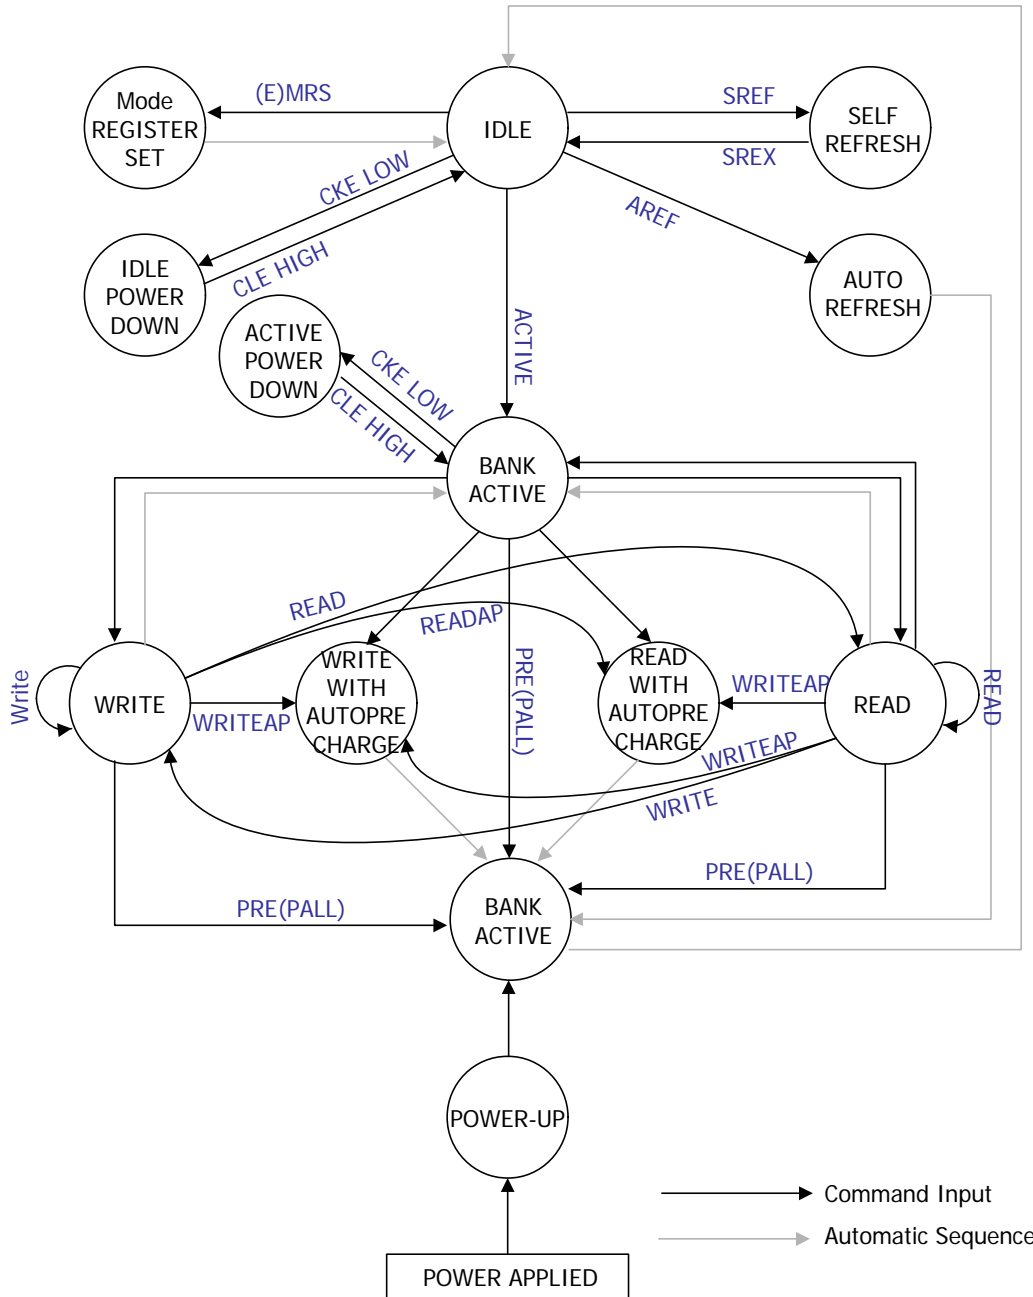 (E)MRS
SREF
Mode
REGISTER
SET
IDLE
SELF
REFRESH
SREX
CKE LOW
AREF
CLE HIGH
IDLE
POWER
DOWN
AUTO
REFRESH
ACTIVE
ACTIVE
POWER
DOWN
CKE LOW
CLE HIGH
BANK
ACTIVE
READ
READAP
PRE(PALL)
WRITE
WITH
AUTOPRE
CHARGE
READ
WITH
AUTOPRE
CHARGE
Write
WRITE
WRITEAP
WRITEAP
READ
READ
WRITEAP
WRITE
PRE(PALL)
PRE(PALL)
BANK
ACTIVE
POWER-UP
Command Input
Automatic Sequence
POWER APPLIED